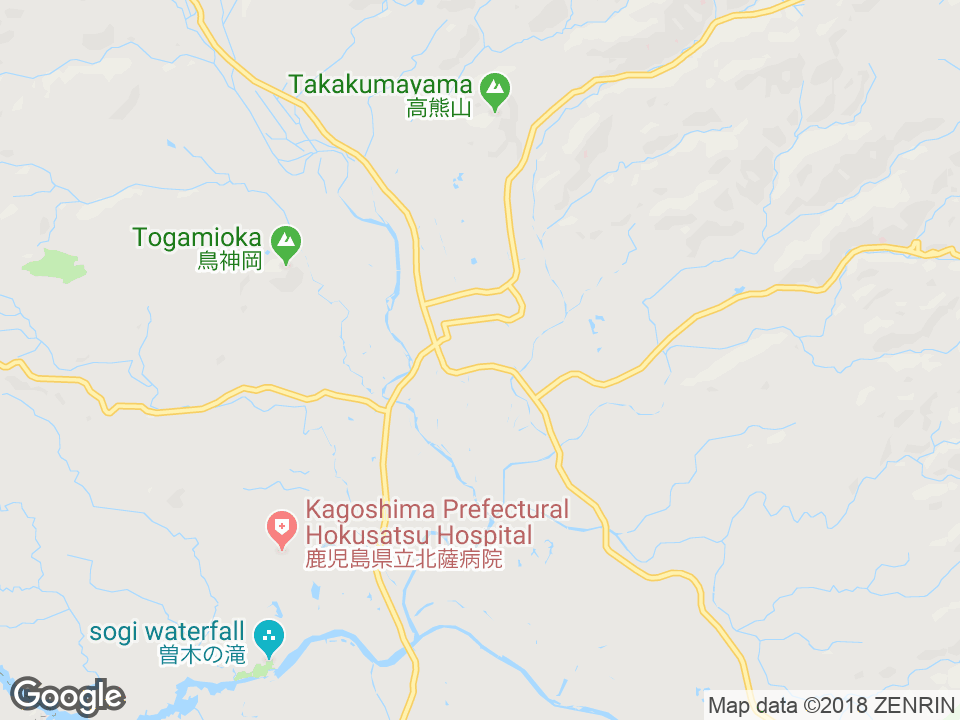 Takakumayama
高熊山
Togamioka
鳥神岡
Kagoshima Prefectural
Hokusatsu Hospital
鹿児島県立北薩病院
sogi waterfall
曽木の滝
Google
Map data ©2018 ZENRIN